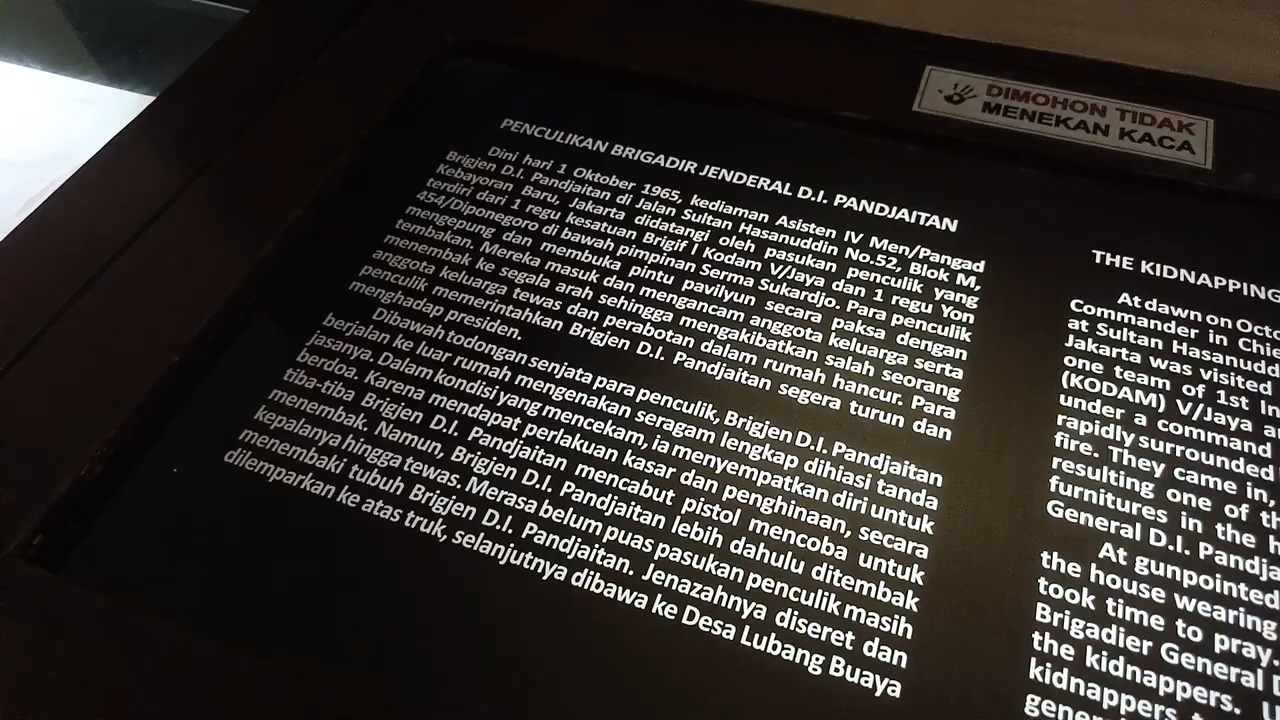 DIMOHON TIDAK
MENEKAN KACA
PENCULIKAN BRIGADIR JENDERAL D.I. PANDJAITAN
Dini hari 1 Oktober 1965, kediaman Asisten IV Men/Pangad
Brigjen D.I. Pandjaitan di Jalan Sultan Hasanuddin No.52, Blok M,
Kebayoran Baru, Jakarta didatangi oleh pasukan penculik yang
terdiri dari 1 regu kesatuan Brigif I Kodam V/Jaya dan 1 regu Yon
454/Diponegoro di bawah pimpinan Serma Sukardjo. Para penculik
mengepung dan membuka pintu pavilyun secara paksa dengan
tembakan. Mereka masuk dan mengancam anggota keluarga serta
menembak ke segala arah sehingga mengakibatkan salah seorang
anggota keluarga tewas dan perabotan dalam rumah hancur. Para
penculik memerintahkan Brigjen D.I. Pandjaitan segera turun dan
menghadap presiden.
Dibawah todongan senjata para penculik, Brigjen D.I. Pandjaitan
berjalan ke luar rumah mengenakan seragam lengkap dihiasi tanda
jasanya. Dalam kondisi yang mencekam, ia menyempatkan diri untuk
berdoa. Karena mendapat perlakuan kasar dan penghinaan, secara
tiba-tiba Brigjen D.I. Pandjaitan mencabut pistol mencoba untuk
menembak. Namun, Brigjen D.I. Pandjaitan lebih dahulu ditembak
kepalanya hingga tewas. Merasa belum puas pasukan penculik masih
menembaki tubuh Brigjen D.I. Pandjaitan. Jenazahnya diseret dan
dilemparkan ke atas truk, selanjutnya dibawa ke Desa Lubang Buaya
THE KIDNAPPING
At dawn on Octo
Commander in Chie
at Sultan Hasanudd
Jakarta was visited
one team of 1st In
(KODAM) V/Jaya a
under a command
rapidly surrounded
fire. They came in,
resulting one of th
furnitures in the h
General D.I. Pandja
At gunpointed
the house wearing
took time to pray.
Brigadier General D
the kidnappers.
kidnappers
gener